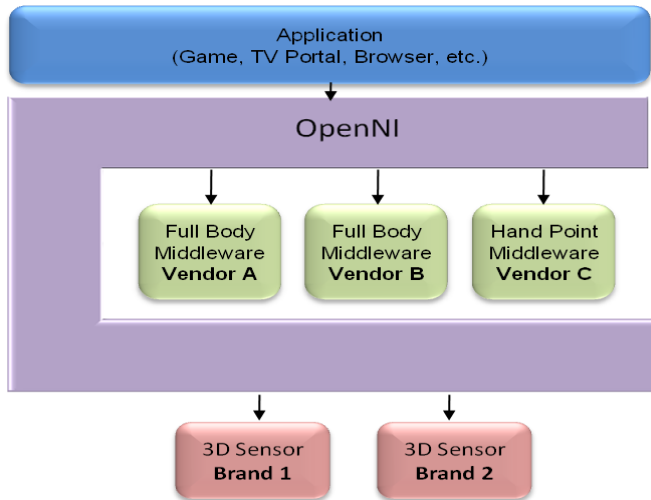 Application
(Game, TV Portal, Browser, etc.)
OpenNI
Full Body
Middleware
Vendor A
Full Body
Middleware
Vendor B
Hand Point
Middleware
Vendor C
3D Sensor
Brand 1
3D Sensor
Brand 2